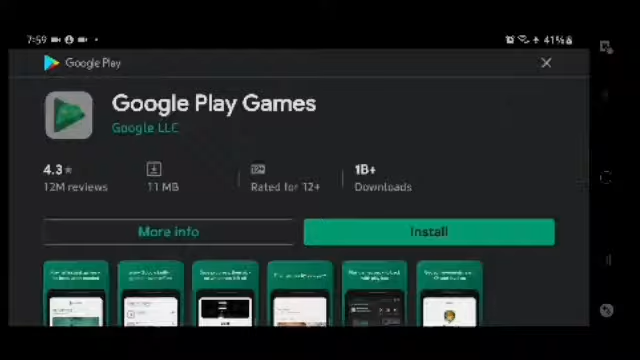 7:59
41%
Google Play
Google Play Games
Google LLC
4.3★
12M reviews
11 MB
12+
Rated for 12+
1B+
Downloads
More info
Install